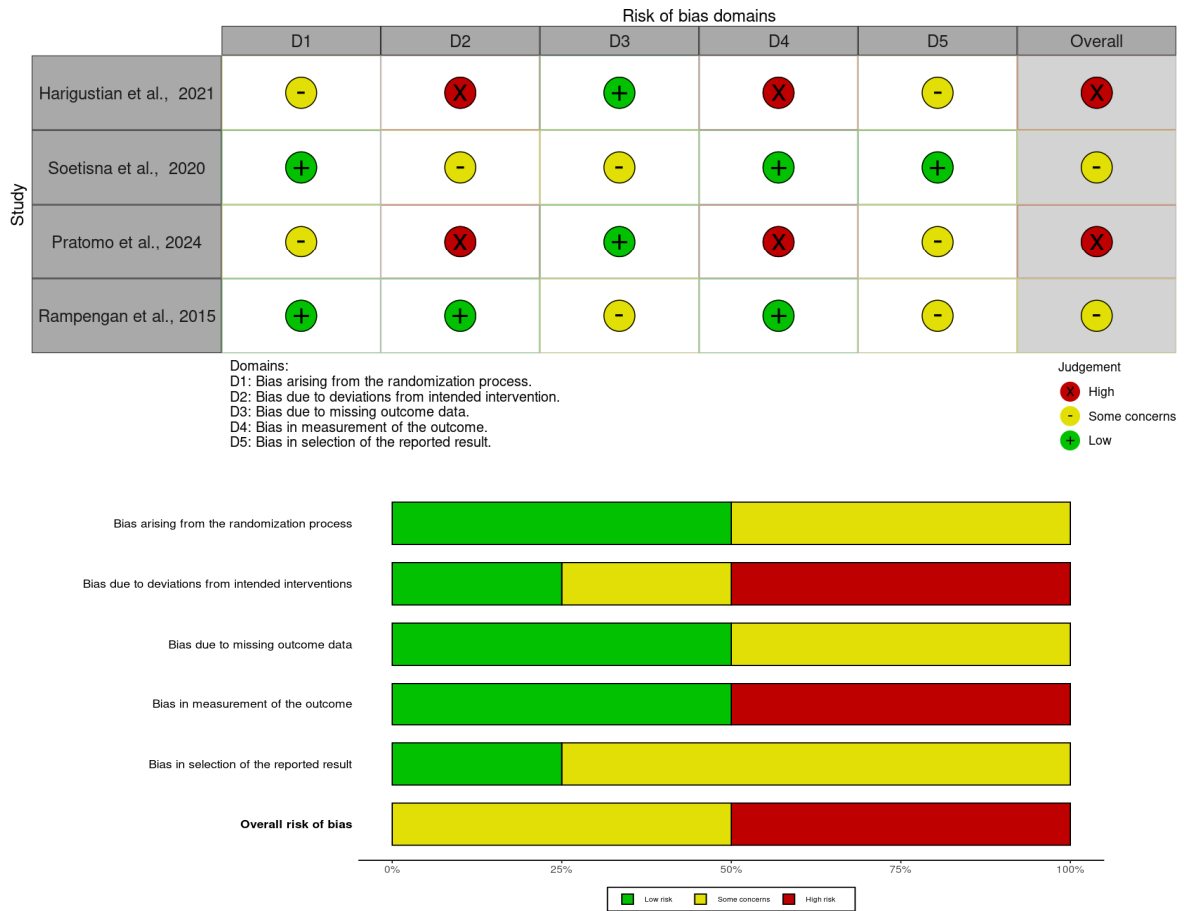 Risk of bias domains
D1 D2 D3 D4 D5 Overall
Study
Harigustian et al.,  2021 - X + X - X
Soetisna et al.,  2020 + - - + + -
Pratomo et al., 2024 - X + X - X
Rampengan et al., 2015 + + - + - -
Domains:
D1: Bias arising from the randomization process.
D2: Bias due to deviations from intended intervention.
D3: Bias due to missing outcome data.
D4: Bias in measurement of the outcome.
D5: Bias in selection of the reported result.
Judgement
X High
- Some concerns
+ Low
Bias arising from the randomization process
Bias due to deviations from intended interventions
Bias due to missing outcome data
Bias in measurement of the outcome
Bias in selection of the reported result
Overall risk of bias
0% 25% 50% 75% 100%
Low risk Some concerns High risk